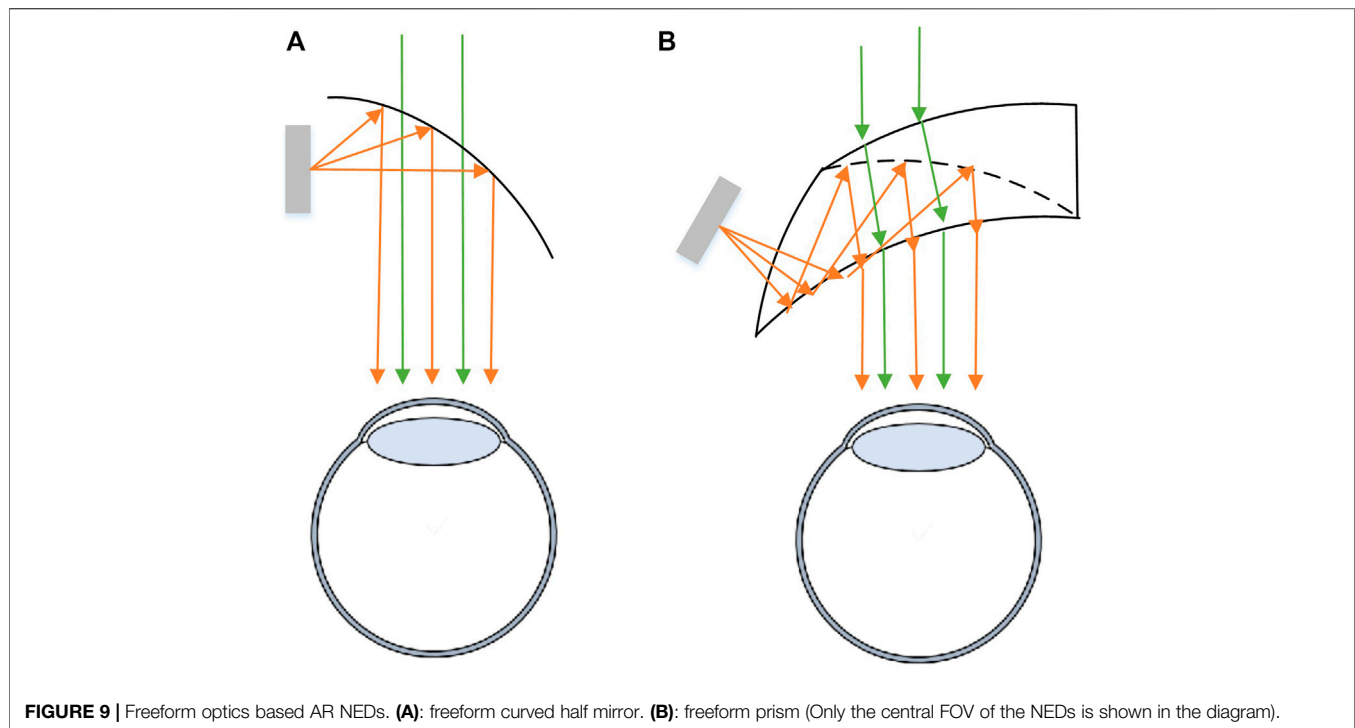 A
B
FIGURE 9 | Freeform optics based AR NEDs. (A): freeform curved half mirror. (B): freeform prism (Only the central FOV of the NEDs is shown in the diagram).